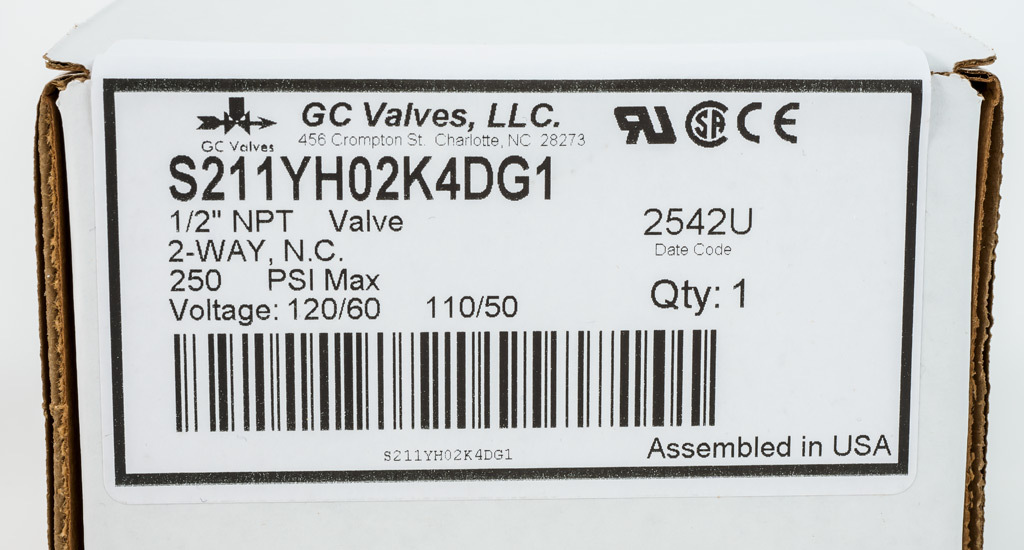 GC Valves, LLC.
456 Crompton St. Charlotte, NC 28273
GC Valves
S211YH02K4DG1
1/2" NPT Valve
2-WAY, N.C.
250 PSI Max
Voltage: 120/60 110/50
2542U
Date Code
Qty: 1
S211YH02K4DG1
Assembled in USA